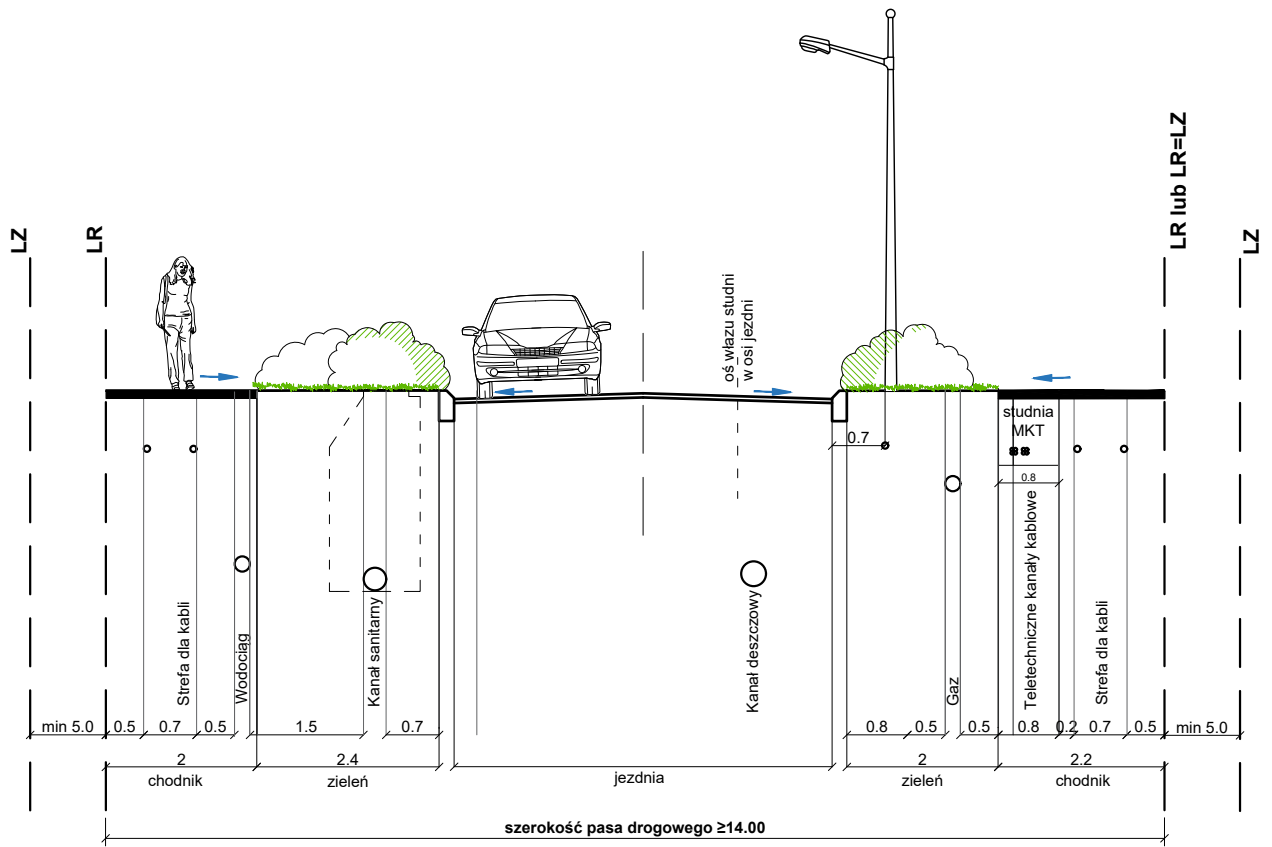 LZ
LR
LR lub LR=LZ
LZ
oś włazu studni
w osi jezdni
studnia
MKT
0.7
0.8
Strefa dla kabli
Wodociąg
Kanał sanitarny
Kanał deszczowy
Gaz
Teletechniczne kanały kablowe
Strefa dla kabli
min 5.0
0.5
0.7
0.5
1.5
0.7
0.8
0.5
0.5
0.8
0.2
0.7
0.5
min 5.0
2
2.4
2
2.2
chodnik
zieleń
jezdnia
zieleń
chodnik
szerokość pasa drogowego ≥14.00